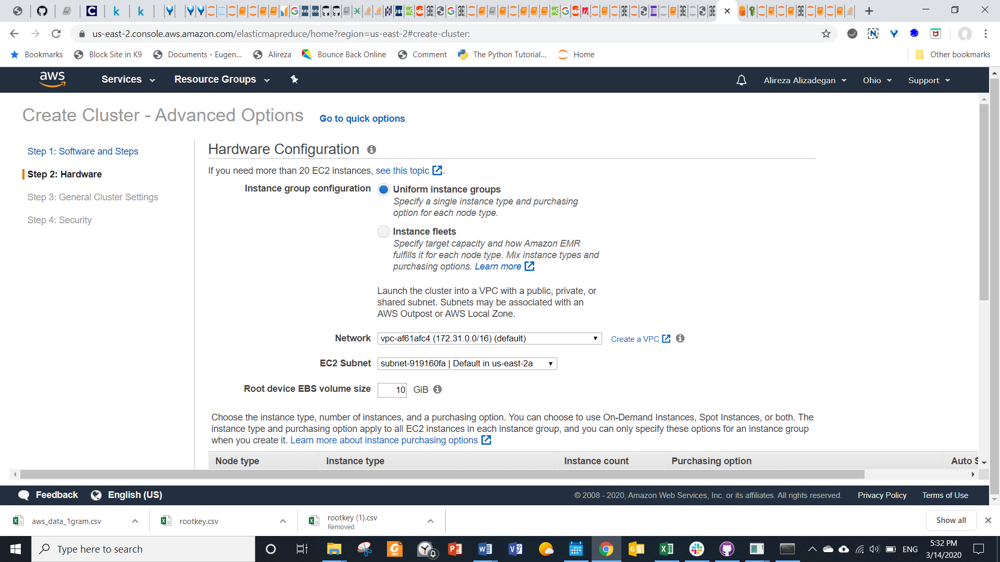 us-east-2.console.aws.amazon.com/elasticmapreduce/home?region=us-east-2#create-cluster:
Bookmarks Block Site in K9 Documents - Eugen... Alireza Bounce Back Online Comment The Python Tutorial... Home Other bookmarks
aws Services Resource Groups Alireza Alizadegan Ohio Support
Create Cluster - Advanced Options Go to quick options
Step 1: Software and Steps
Step 2: Hardware
Step 3: General Cluster Settings
Step 4: Security
Hardware Configuration
If you need more than 20 EC2 instances, see this topic.
Instance group configuration Uniform instance groups
Specify a single instance type and purchasing
option for each node type.
Instance fleets
Specify target capacity and how Amazon EMR
fulfills it for each node type. Mix instance types and
purchasing options. Learn more
Launch the cluster into a VPC with a public, private, or
shared subnet. Subnets may be associated with an
AWS Outpost or AWS Local Zone.
Network vpc-af61afc4 (172.31.0.0/16) (default) Create a VPC
EC2 Subnet subnet-919160fa | Default in us-east-2a
Root device EBS volume size 10 GiB
Choose the instance type, number of instances, and a purchasing option. You can choose to use On-Demand Instances, Spot Instances, or both. The
instance type and purchasing option apply to all EC2 instances in each instance group, and you can only specify these options for an instance group
when you create it. Learn more about instance purchasing options
Node type Instance type Instance count Purchasing option Auto S
Feedback English (US) © 2008 - 2020, Amazon Web Services, Inc. or its affiliates. All rights reserved. Privacy Policy Terms of Use
aws_data_1gram.csv rootkey.csv rootkey (1).csv
Removed
Show all
Type here to search
ENG
5:32 PM
3/14/2020